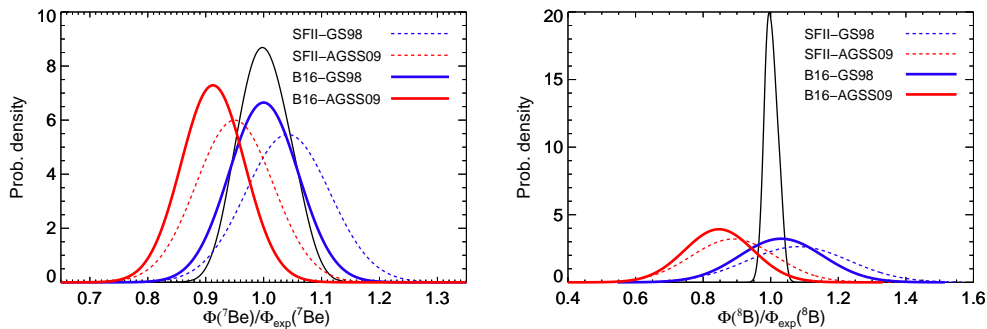 10
8
6
4
2
0
Prob. density
SFII−GS98
SFII−AGSS09
B16−GS98
B16−AGSS09
0.7 0.8 0.9 1.0 1.1 1.2 1.3
Φ(⁷Be)/Φexp(⁷Be)
20
15
10
5
0
Prob. density
SFII−GS98
SFII−AGSS09
B16−GS98
B16−AGSS09
0.4 0.6 0.8 1.0 1.2 1.4 1.6
Φ(⁸B)/Φexp(⁸B)